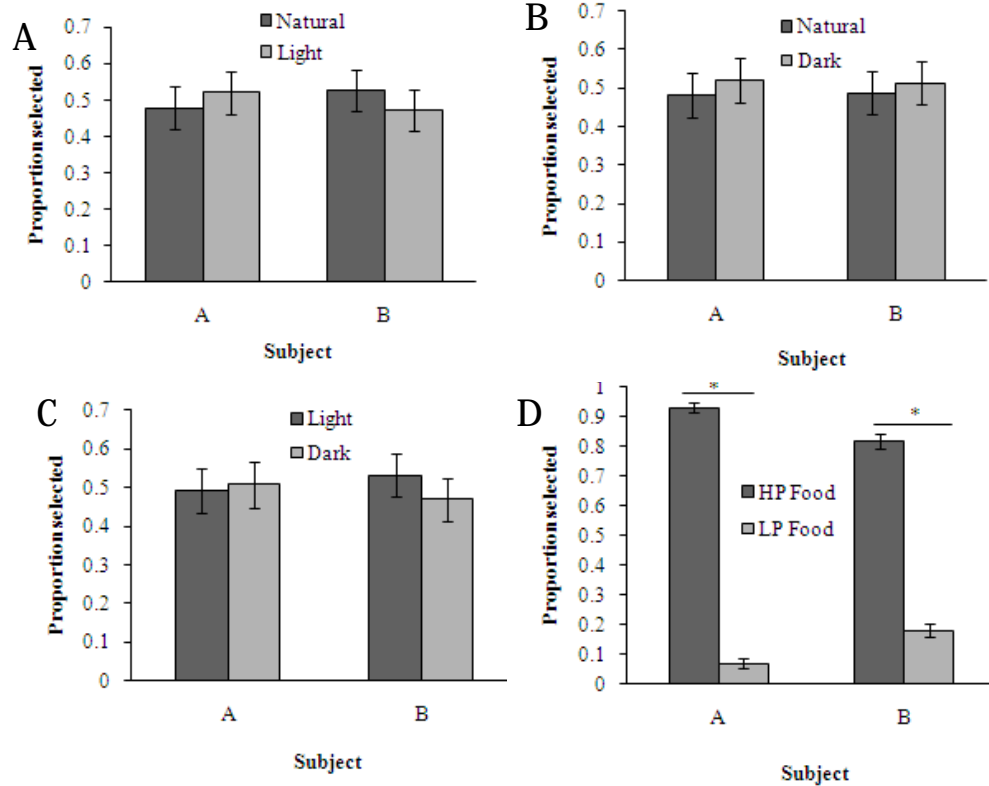 A
Proportion selected
0.7
0.6
0.5
0.4
0.3
0.2
0.1
0
Natural
Light
A B
Subject
B
Proportion selected
0.7
0.6
0.5
0.4
0.3
0.2
0.1
0
Natural
Dark
A B
Subject
C
Proportion selected
0.7
0.6
0.5
0.4
0.3
0.2
0.1
0
Light
Dark
A B
Subject
D
Proportion selected
1
0.9
0.8
0.7
0.6
0.5
0.4
0.3
0.2
0.1
0
* *
HP Food
LP Food
A B
Subject